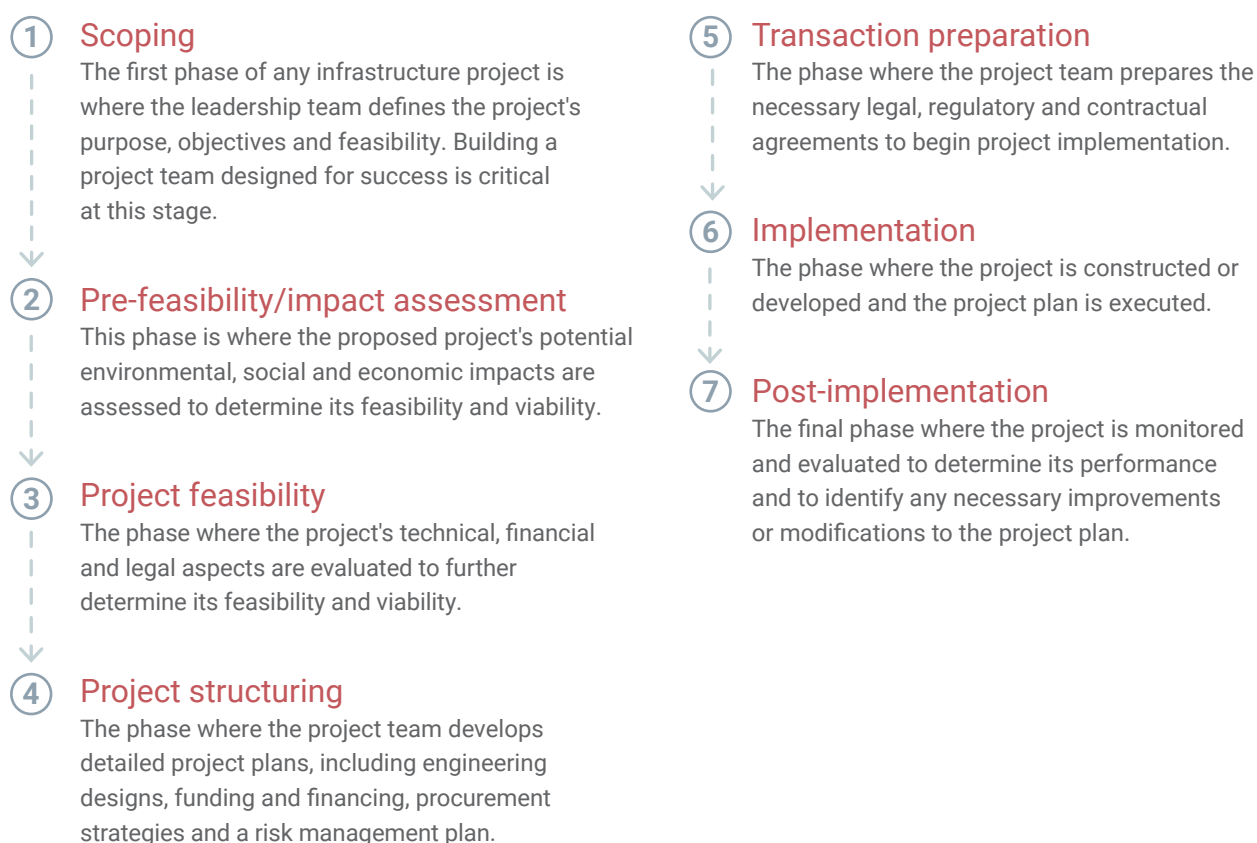 1 Scoping
The first phase of any infrastructure project is
where the leadership team defines the project's
purpose, objectives and feasibility. Building a
project team designed for success is critical
at this stage.
2 Pre-feasibility/impact assessment
This phase is where the proposed project's potential
environmental, social and economic impacts are
assessed to determine its feasibility and viability.
3 Project feasibility
The phase where the project's technical, financial
and legal aspects are evaluated to further
determine its feasibility and viability.
4 Project structuring
The phase where the project team develops
detailed project plans, including engineering
designs, funding and financing, procurement
strategies and a risk management plan.
5 Transaction preparation
The phase where the project team prepares the
necessary legal, regulatory and contractual
agreements to begin project implementation.
6 Implementation
The phase where the project is constructed or
developed and the project plan is executed.
7 Post-implementation
The final phase where the project is monitored
and evaluated to determine its performance
and to identify any necessary improvements
or modifications to the project plan.